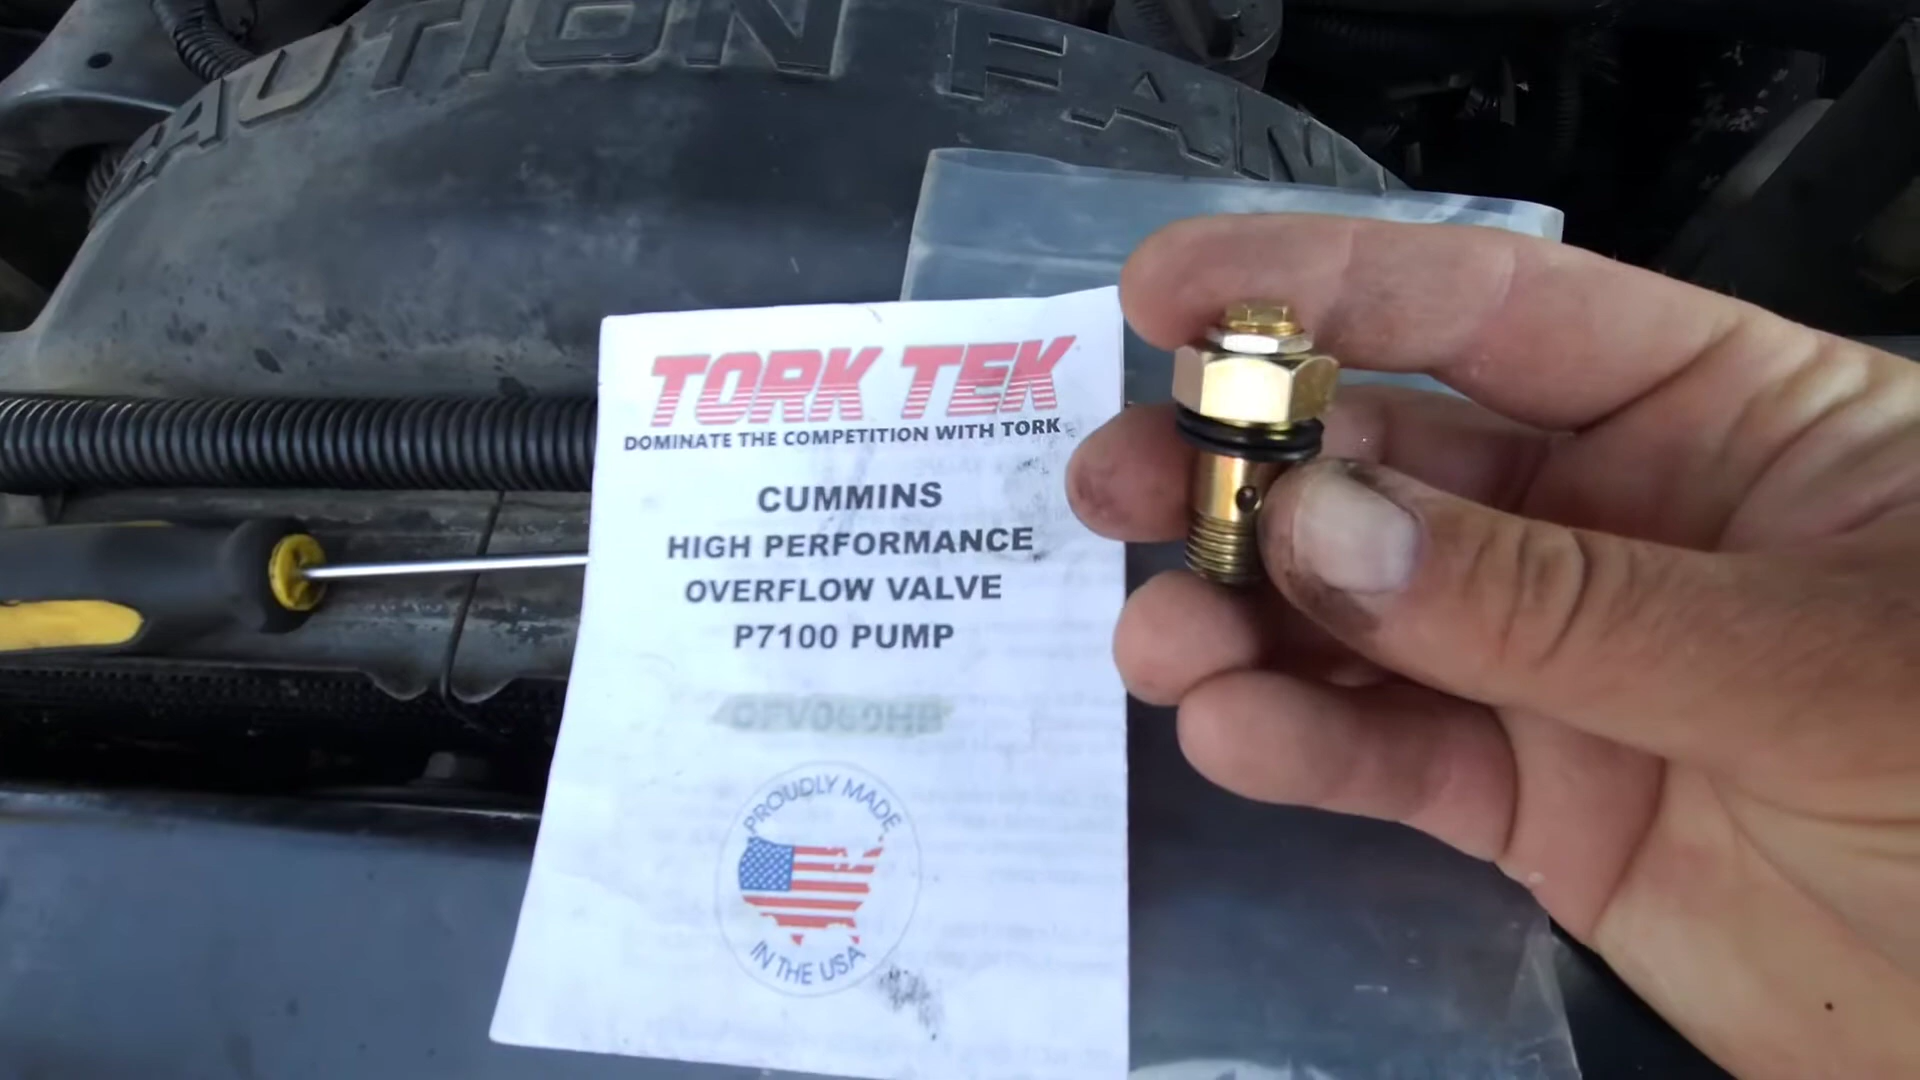 CAUTION FAN
TORK TEK
DOMINATE THE COMPETITION WITH TORK
CUMMINS
HIGH PERFORMANCE
OVERFLOW VALVE
P7100 PUMP
PROUDLY MADE
IN THE USA